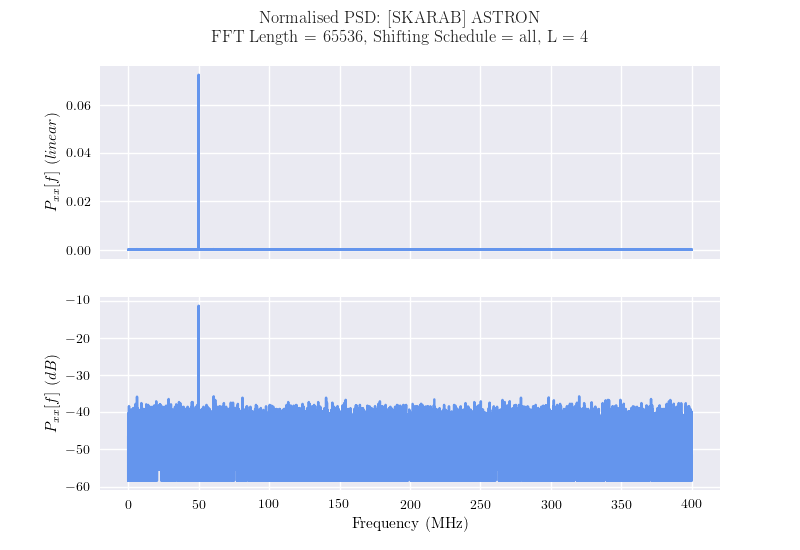 Normalised PSD: [SKARAB] ASTRON
FFT Length = 65536, Shifting Schedule = all, L = 4
P_xx[f] (linear)
0.06
0.04
0.02
0.00
P_xx[f] (dB)
−10
−20
−30
−40
−50
−60
0 50 100 150 200 250 300 350 400
Frequency (MHz)